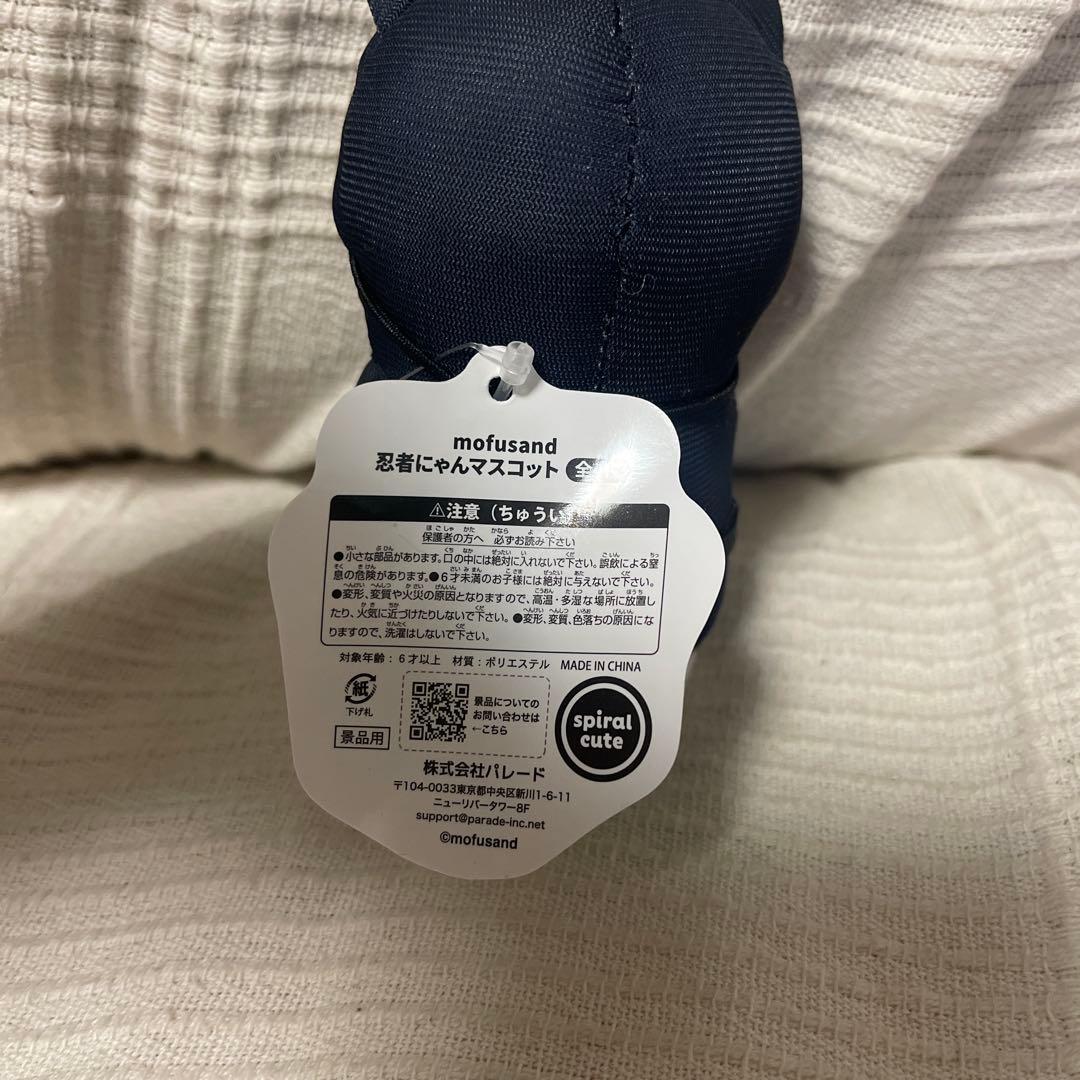 mofusand
忍者にゃんマスコット 全
⚠注意（ちゅうい
保護者の方へ 必ずお読み下さい
●小さな部品があります。口の中には絶対に入れないで下さい。誤飲による窒
息の危険があります。●6才未満のお子様には絶対に与えないで下さい。
●変形、変質や火災の原因となりますので、高温・多湿な場所に放置し
たり、火気に近づけたりしないで下さい。●変形、変質、色落ちの原因にな
りますので、洗濯はしないで下さい。
対象年齢：6才以上 材質：ポリエステル MADE IN CHINA
紙
下げ札
景品用
景品についての
お問い合わせは
←こちら
spiral
cute
株式会社パレード
〒104-0033東京都中央区新川1-6-11
ニューリバータワー8F
support@parade-inc.net
©mofusand